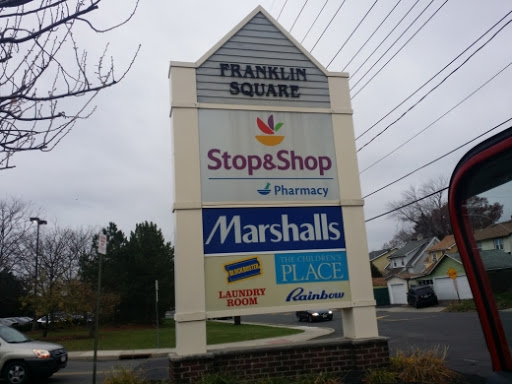 FRANKLIN
SQUARE
Stop&Shop
Pharmacy
Marshalls
BLOCKBUSTER
THE CHILDREN'S
PLACE
LAUNDRY
ROOM
Rainbow